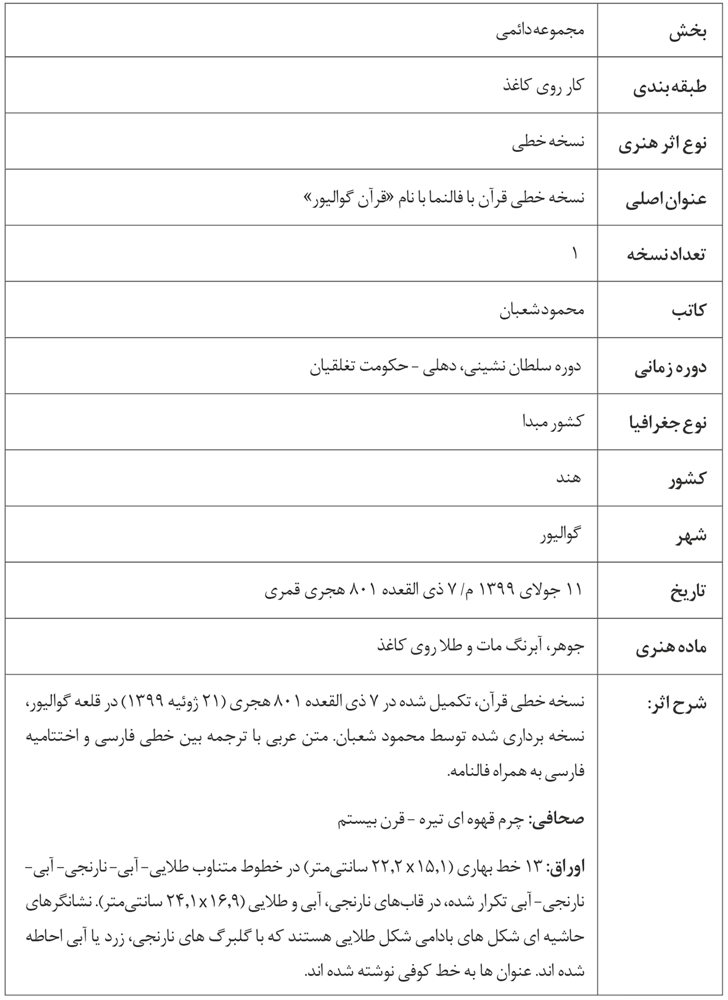 بخش
مجموعه دائمی
طبقه بندی
کار روی کاغذ
نوع اثر هنری
نسخه خطی
عنوان اصلی
نسخه خطی قرآن با فالنما با نام «قرآن گوالیور»
تعداد نسخه
۱
کاتب
محمود شعبان
دوره زمانی
دوره سلطان نشینی، دهلی - حکومت تغلقیان
نوع جغرافیا
کشور مبدا
کشور
هند
شهر
گوالیور
تاریخ
۱۱ جولای ۱۳۹۹ م/ ۷ ذی القعده ۸۰۱ هجری قمری
ماده هنری
جوهر، آبرنگ مات و طلا روی کاغذ
شرح اثر:
نسخه خطی قرآن، تکمیل شده در ۷ ذی القعده ۸۰۱ هجری (۲۱ ژوئیه ۱۳۹۹) در قلعه گوالیور،
نسخه برداری شده توسط محمود شعبان. متن عربی با ترجمه بین خطی فارسی و اختتامیه
فارسی به همراه فالنامه.
صحافی: چرم قهوه ای تیره - قرن بیستم
اوراق: ۱۳ خط بهاری (۱۵,۱ x ۲۲,۲ سانتی‌متر) در خطوط متناوب طلایی- آبی- نارنجی- آبی-
نارنجی- آبی تکرار شده، در قاب‌های نارنجی، آبی و طلایی (۱۶,۹ x ۲۴,۱ سانتی‌متر). نشانگرهای
حاشیه ای شکل های بادامی شکل طلایی هستند که با گلبرگ های نارنجی، زرد یا آبی احاطه
شده اند. عنوان ها به خط کوفی نوشته شده اند.